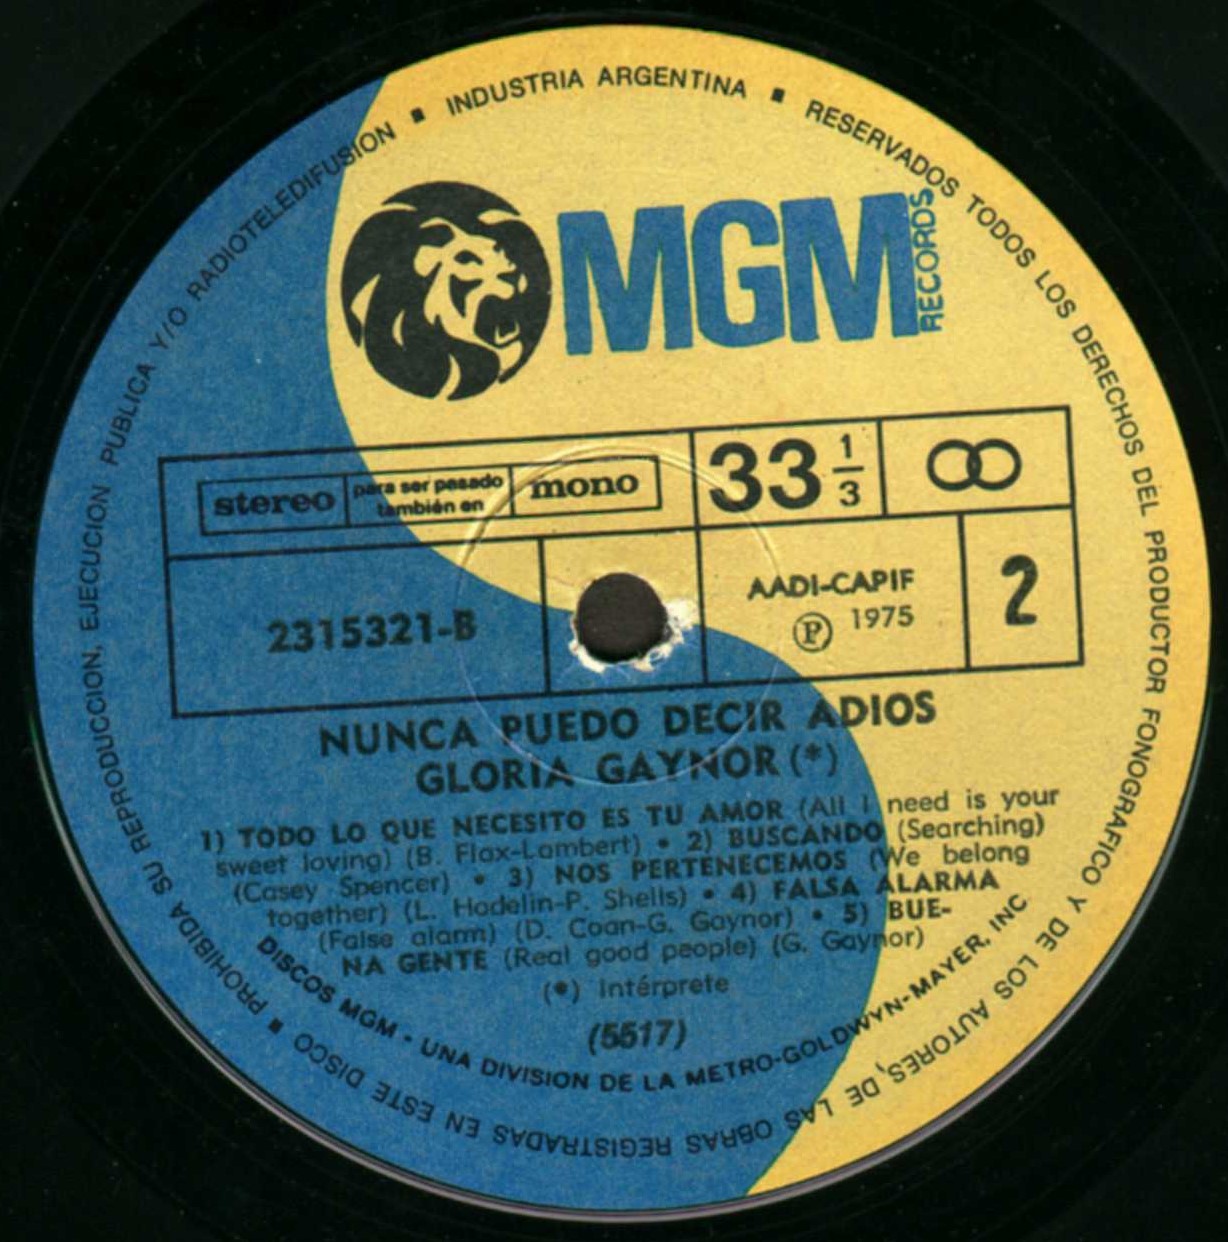 INDUSTRIA ARGENTINA ■ RESERVADOS TODOS LOS DERECHOS DEL PRODUCTOR FONOGRAFICO Y DE LOS AUTORES, DE LAS OBRAS REGISTRADAS EN ESTE DISCO ■ PROHIBIDA SU REPRODUCCION, EJECUCION PUBLICA Y/O RADIOTELEDIFUSION ■
MGM RECORDS
stereo
para ser pasado
también en
mono
33 1/3
2315321-B
AADI-CAPIF
Ⓟ 1975
2
NUNCA PUEDO DECIR ADIOS
GLORIA GAYNOR (*)
1) TODO LO QUE NECESITO ES TU AMOR (All I need is your
sweet loving) (B. Flax-Lambert) • 2) BUSCANDO (Searching)
(Casey Spencer) • 3) NOS PERTENECEMOS (We belong
together) (L. Hodelin-P. Shells) • 4) FALSA ALARMA
(False alarm) (D. Coan-G. Gaynor) • 5) BUE-
NA GENTE (Real good people) (G. Gaynor)
(*) Intérprete
(5517)
DISCOS MGM • UNA DIVISION DE LA METRO-GOLDWYN-MAYER, INC